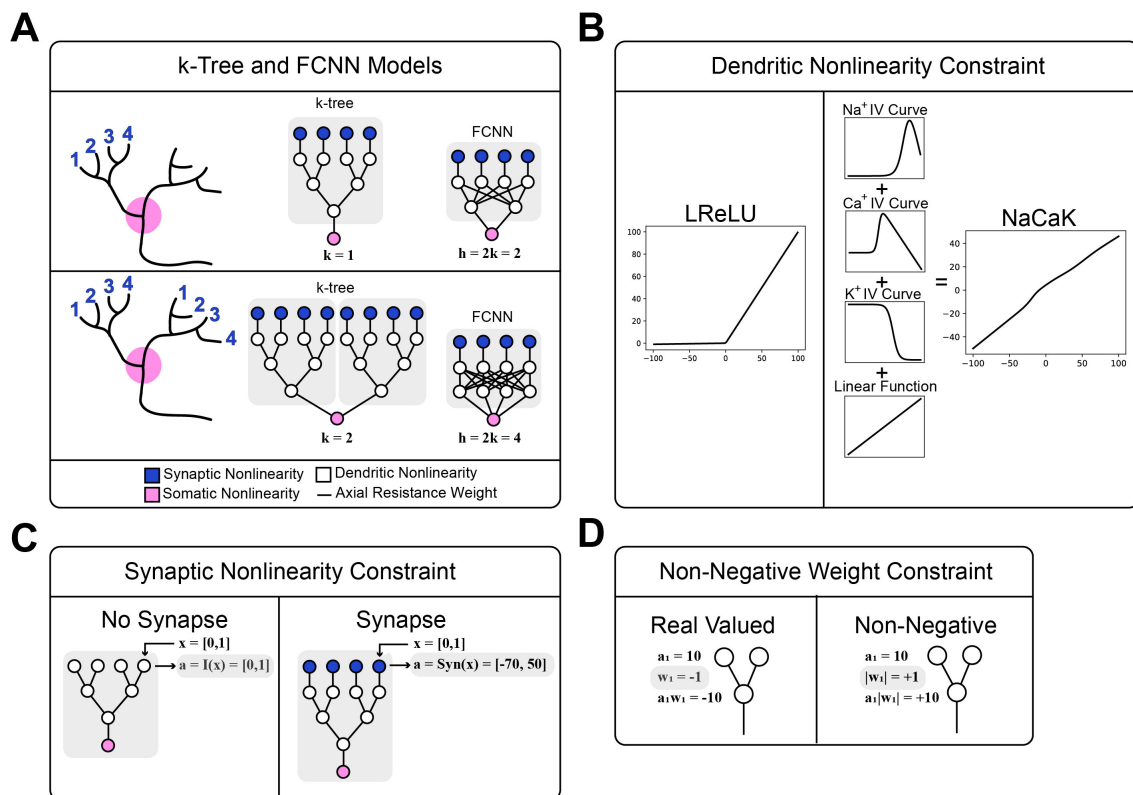 A
k-Tree and FCNN Models
k-tree
FCNN
1 2 3 4
k = 1
h = 2k = 2
k-tree
FCNN
1 2 3 4
1 2 3 4
k = 2
h = 2k = 4
Synaptic Nonlinearity
Dendritic Nonlinearity
Somatic Nonlinearity
Axial Resistance Weight
B
Dendritic Nonlinearity Constraint
LReLU
100
80
60
40
20
0
−100 −50 0 50 100
Na+ IV Curve
+
Ca+ IV Curve
+
K+ IV Curve
+
Linear Function
=
NaCaK
40
20
0
−20
−40
−100 −50 0 50 100
C
Synaptic Nonlinearity Constraint
No Synapse
x = [0,1]
a = I(x) = [0,1]
Synapse
x = [0,1]
a = Syn(x) = [-70, 50]
D
Non-Negative Weight Constraint
Real Valued
a₁ = 10
w₁ = -1
a₁w₁ = -10
Non-Negative
a₁ = 10
|w₁| = +1
a₁|w₁| = +10